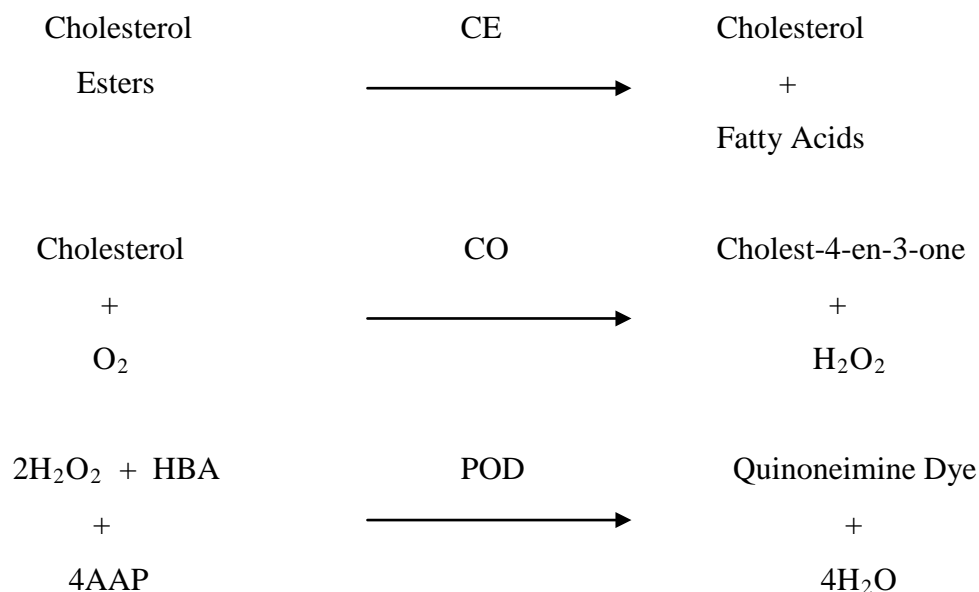 Cholesterol CE Cholesterol
Esters +
Fatty Acids
Cholesterol CO Cholest-4-en-3-one
+ +
O₂ H₂O₂
2H₂O₂ + HBA POD Quinoneimine Dye
+ +
4AAP 4H₂O